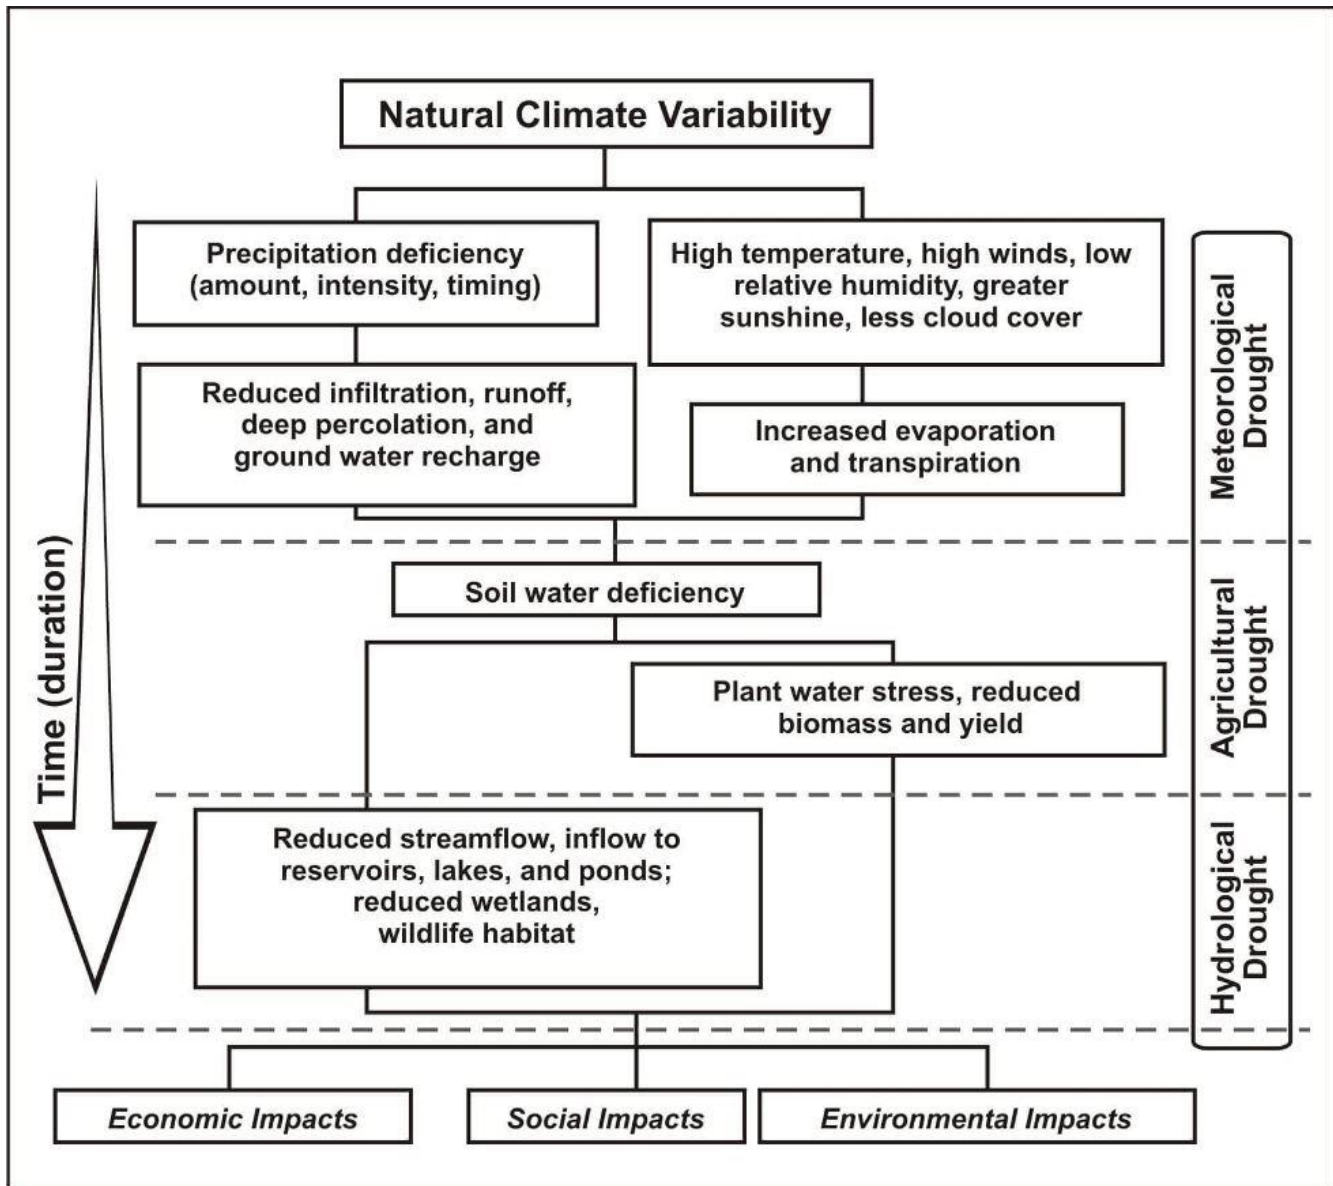 Natural Climate Variability
Precipitation deficiency
(amount, intensity, timing)
High temperature, high winds, low
relative humidity, greater
sunshine, less cloud cover
Reduced infiltration, runoff,
deep percolation, and
ground water recharge
Increased evaporation
and transpiration
Meteorological
Drought
Time (duration)
Soil water deficiency
Plant water stress, reduced
biomass and yield
Agricultural
Drought
Reduced streamflow, inflow to
reservoirs, lakes, and ponds;
reduced wetlands,
wildlife habitat
Hydrological
Drought
Economic Impacts
Social Impacts
Environmental Impacts